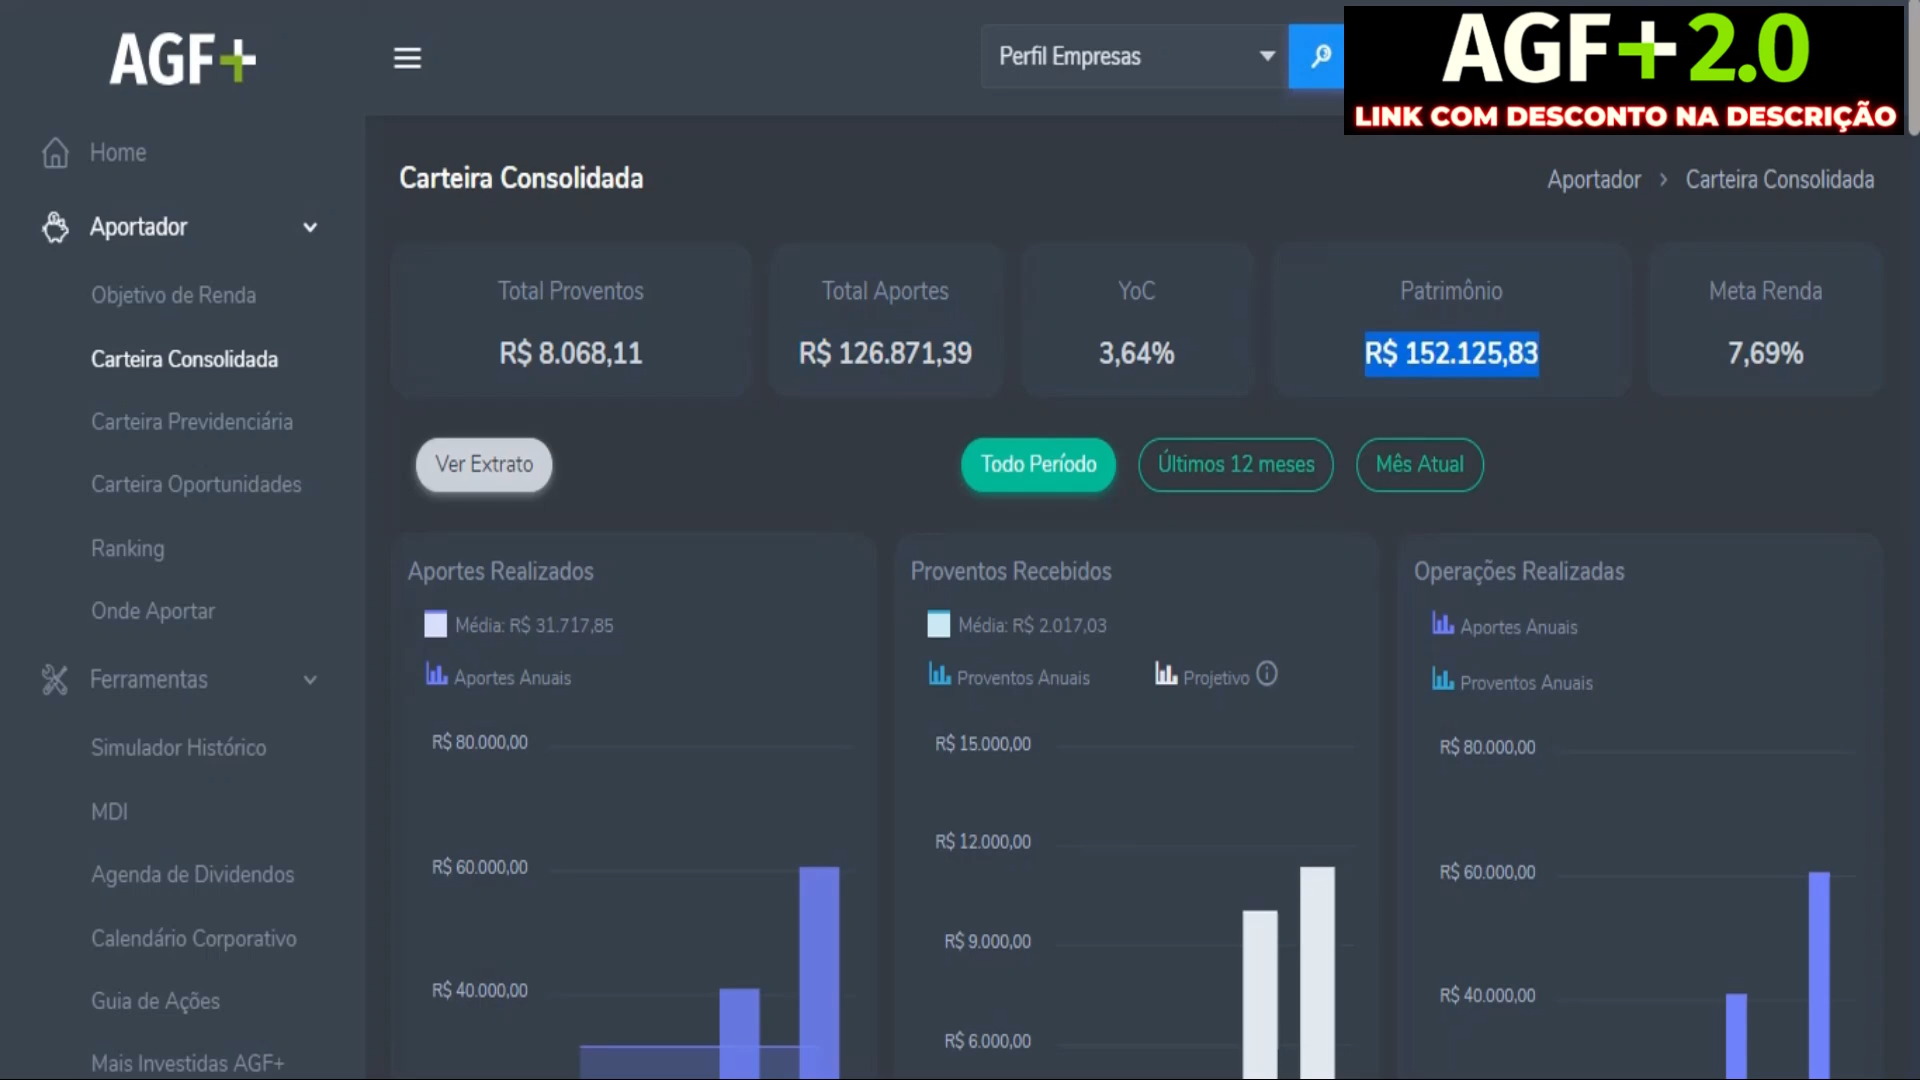 AGF+
Perfil Empresas
AGF+2.0
LINK COM DESCONTO NA DESCRIÇÃO
Home
Aportador
Objetivo de Renda
Carteira Consolidada
Carteira Previdenciária
Carteira Oportunidades
Ranking
Onde Aportar
Ferramentas
Simulador Histórico
MDI
Agenda de Dividendos
Calendário Corporativo
Guia de Ações
Mais Investidas AGF+
Carteira Consolidada
Aportador > Carteira Consolidada
Total Proventos
R$ 8.068,11
Total Aportes
R$ 126.871,39
YoC
3,64%
Patrimônio
R$ 152.125,83
Meta Renda
7,69%
Ver Extrato
Todo Período
Últimos 12 meses
Mês Atual
Aportes Realizados
Média: R$ 31.717,85
Aportes Anuais
R$ 80.000,00
R$ 60.000,00
R$ 40.000,00
Proventos Recebidos
Média: R$ 2.017,03
Proventos Anuais
Projetivo
R$ 15.000,00
R$ 12.000,00
R$ 9.000,00
R$ 6.000,00
Operações Realizadas
Aportes Anuais
Proventos Anuais
R$ 80.000,00
R$ 60.000,00
R$ 40.000,00